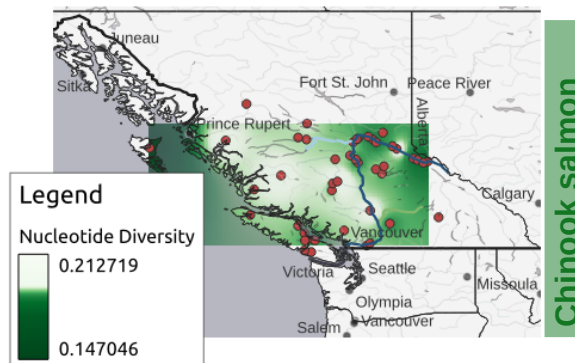 Juneau
Sitka
Fort St. John
Peace River
Prince Rupert
Alberta
Calgary
Vancouver
Victoria
Seattle
Missoula
Olympia
Vancouver
Salem
Legend
Nucleotide Diversity
0.212719
0.147046
Chinook salmon